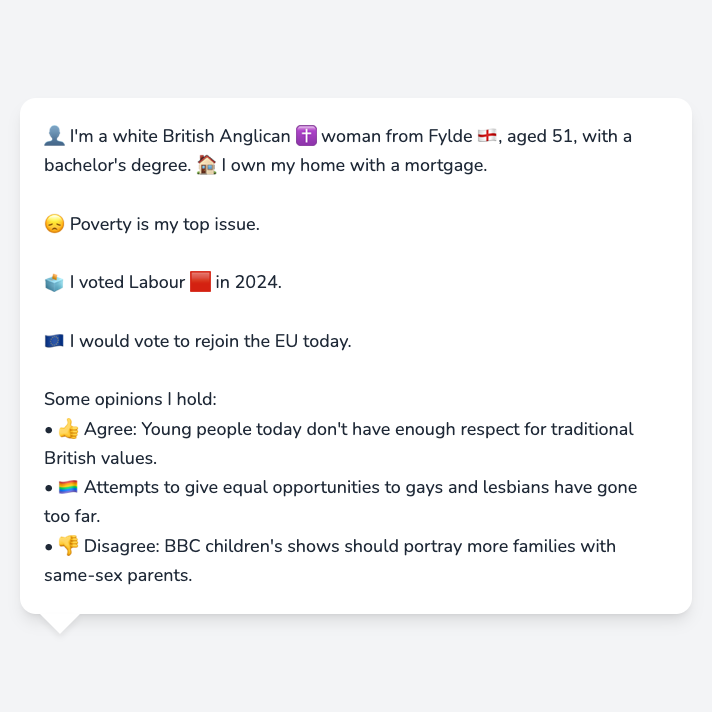 👤 I'm a white British Anglican ✝️ woman from Fylde 🏴󠁧󠁢󠁥󠁮󠁧󠁿, aged 51, with a
bachelor's degree. 🏠 I own my home with a mortgage.
😞 Poverty is my top issue.
🗳️ I voted Labour 🟥 in 2024.
🇪🇺 I would vote to rejoin the EU today.
Some opinions I hold:
• 👍 Agree: Young people today don't have enough respect for traditional
British values.
• 🏳️‍🌈 Attempts to give equal opportunities to gays and lesbians have gone
too far.
• 👎 Disagree: BBC children's shows should portray more families with
same-sex parents.